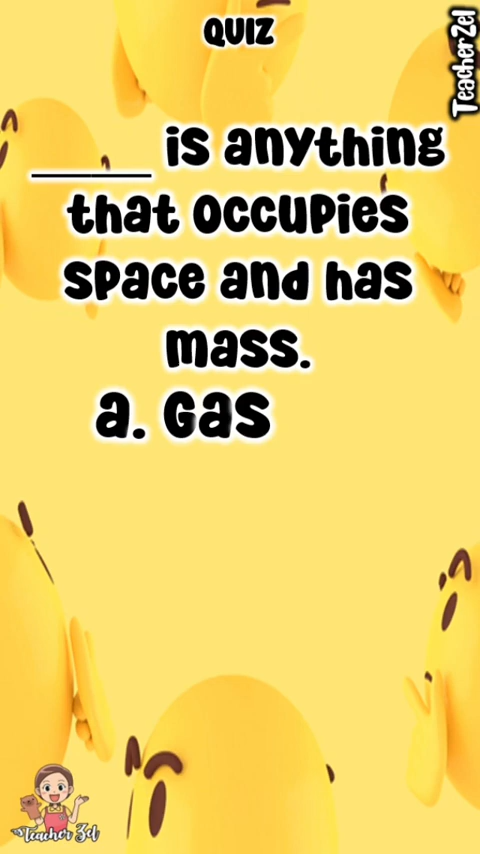 QUIZ
TeacherZel
_____ is anything
that occupies
space and has
mass.
a. Gas
Teacher Zel